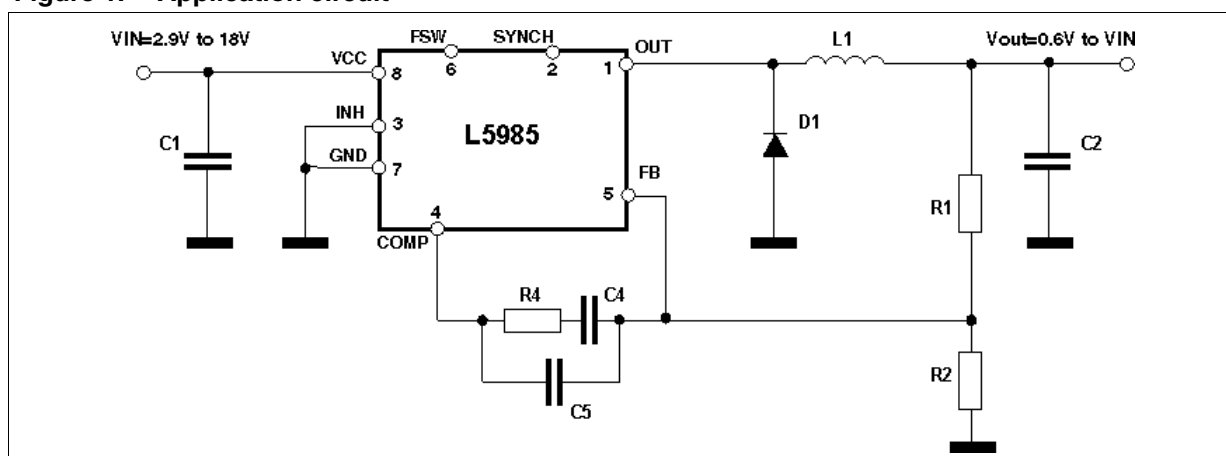 Figure 1. Application circuit
VIN=2.9V to 18V
FSW
SYNCH
OUT
L1
Vout=0.6V to VIN
VCC
8
6
2
1
INH
3
L5985
D1
C1
C2
GND
7
FB
5
R1
4
COMP
R4
C4
R2
C5